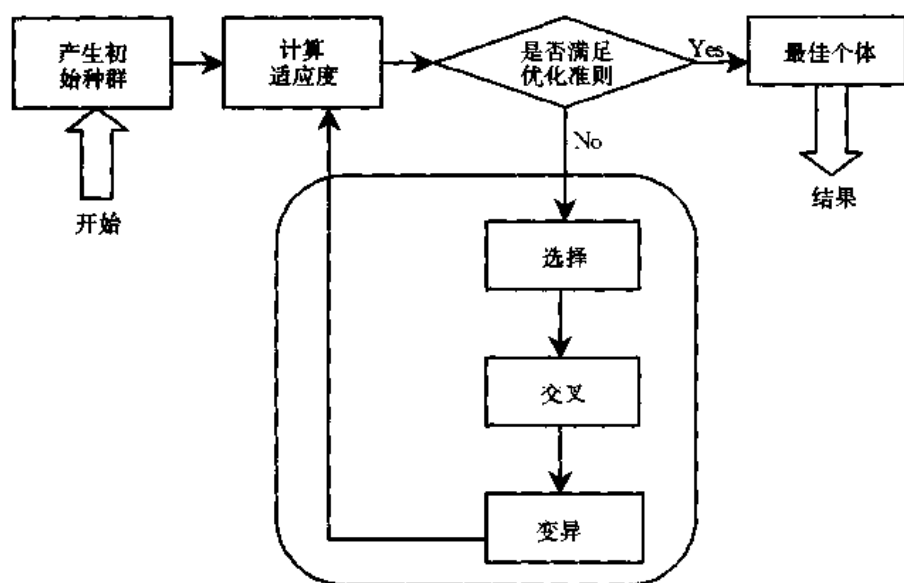 产生初
始种群
计算
适应度
是否满足
优化准则
Yes
最佳个体
No
开始
结果
选择
交叉
变异